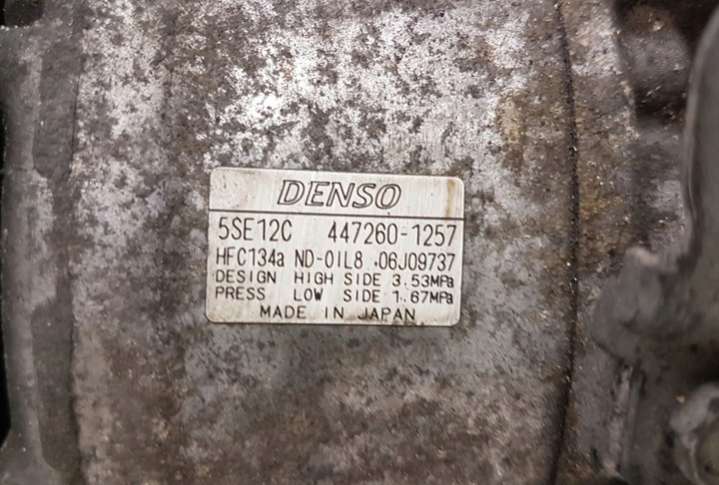 DENSO
5SE12C 447260-1257
HFC134a ND-OIL8 06J09737
DESIGN HIGH SIDE 3.53MPa
PRESS LOW SIDE 1.67MPa
MADE IN JAPAN